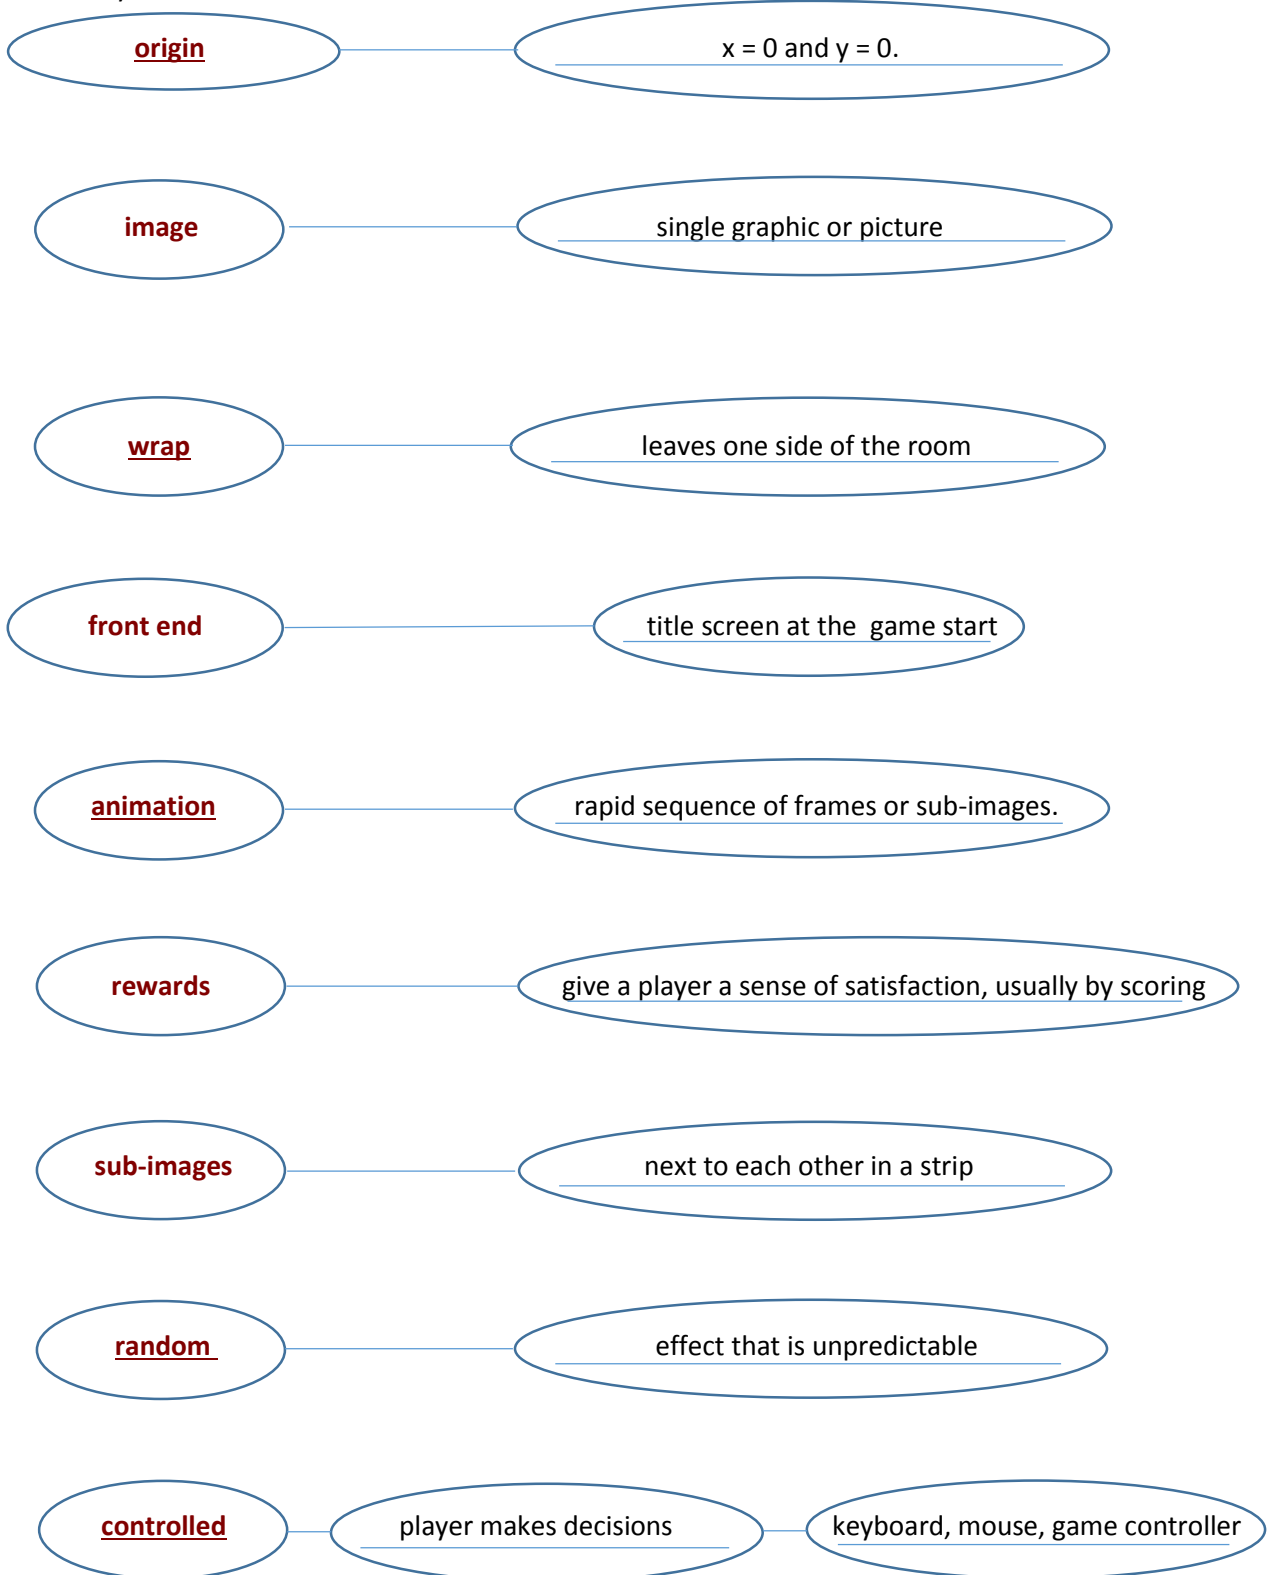 origin
x = 0 and y = 0.
image
single graphic or picture
wrap
leaves one side of the room
front end
title screen at the  game start
animation
rapid sequence of frames or sub-images.
rewards
give a player a sense of satisfaction, usually by scoring
sub-images
next to each other in a strip
random
effect that is unpredictable
controlled
player makes decisions
keyboard, mouse, game controller